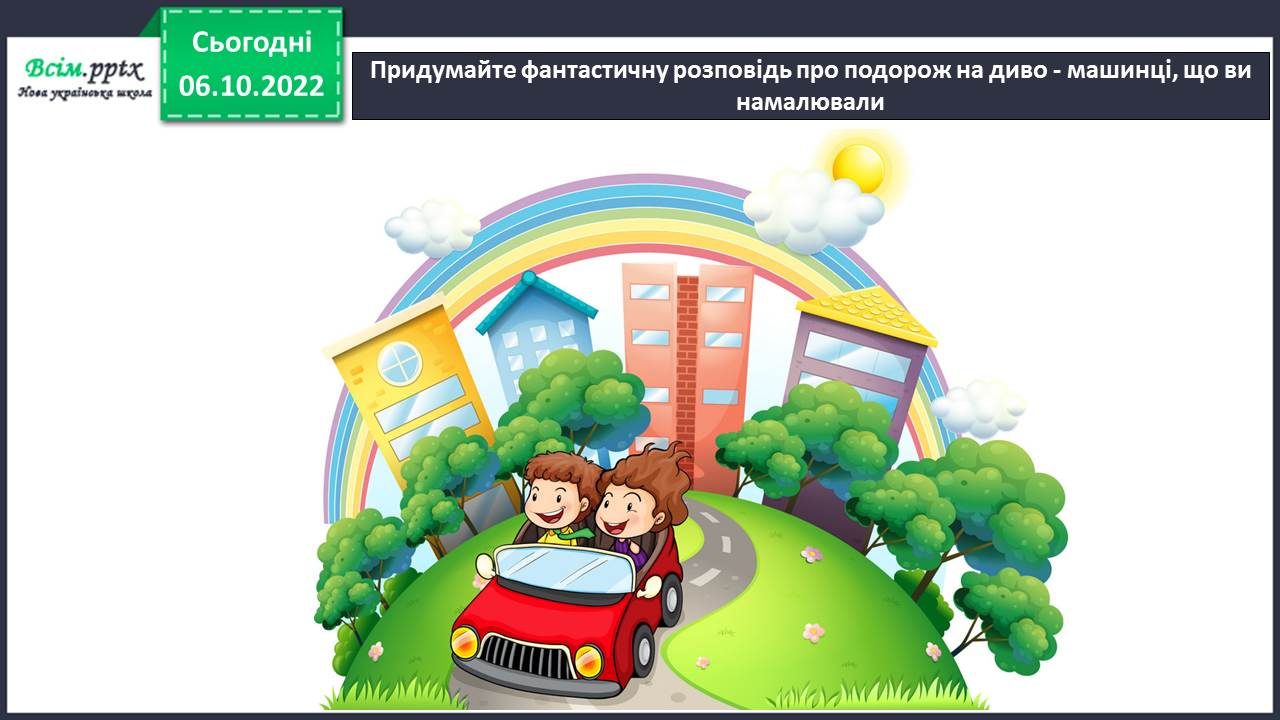 Всім.pptx
Нова українська школа
Сьогодні
06.10.2022
Придумайте фантастичну розповідь про подорож на диво - машинці, що ви
намалювали